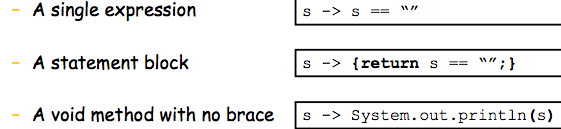 – A single expression s -> s == “”
– A statement block s -> {return s == “”;}
– A void method with no brace s -> System.out.println(s)